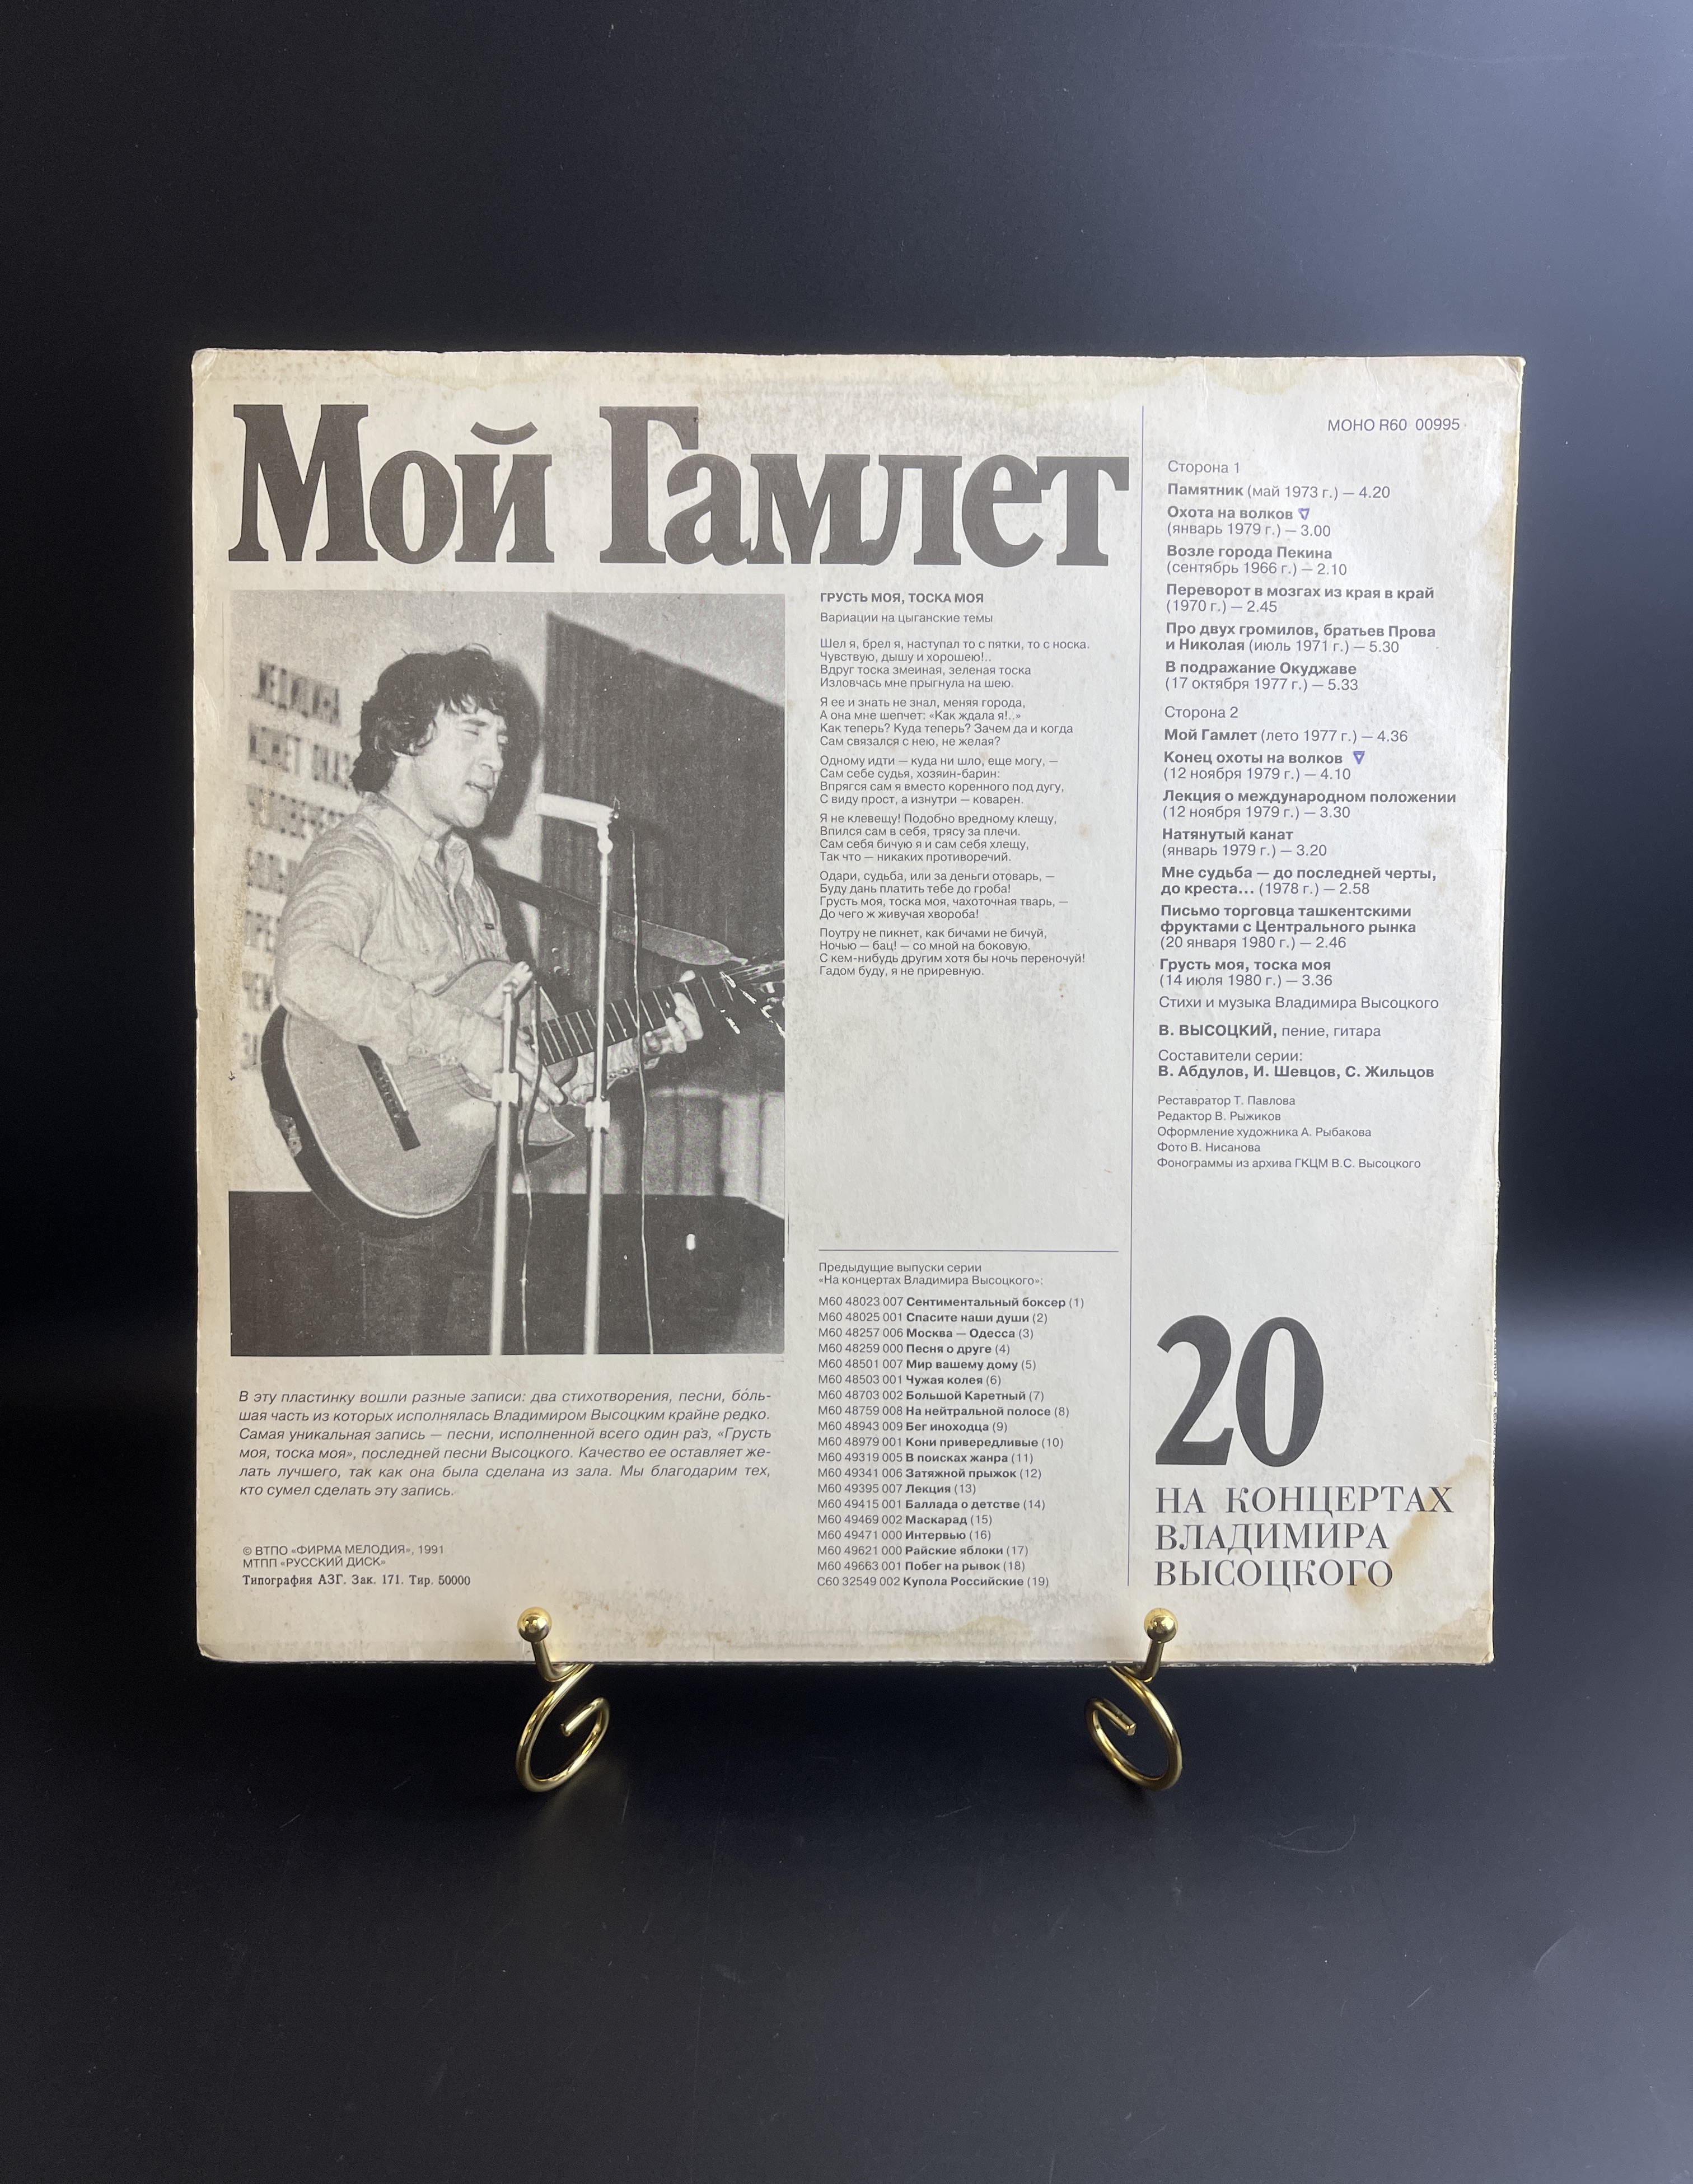 Мой Гамлет
ГРУСТЬ МОЯ, ТОСКА МОЯ
Вариации на цыганские темы
Шел я, брел я, наступал то с пятки, то с носка.
Чувствую, дышу и хорошею!..
Вдруг тоска змеиная, зеленая тоска
Изловчась мне прыгнула на шею.
Я ее и знать не знал, меняя города,
А она мне шепчет: «Как ждала я!..»
Как теперь? Куда теперь? Зачем да и когда
Сам связался с нею, не желая?
Одному идти — куда ни шло, еще могу, —
Сам себе судья, хозяин-барин:
Впрягся сам я вместо коренного под дугу,
С виду прост, а изнутри — коварен.
Я не клевещу! Подобно вредному клещу,
Впился сам в себя, трясу за плечи.
Сам себя бичую я и сам себя хлещу,
Так что — никаких противоречий.
Одари, судьба, или за деньги отоварь, —
Буду дань платить тебе до гроба!
Грусть моя, тоска моя, чахоточная тварь, —
До чего ж живучая хвороба!
Поутру не пикнет, как бичами не бичуй,
Ночью — бац! — со мной на боковую.
С кем-нибудь другим хотя бы ночь переночуй!
Гадом буду, я не приревную.
Предыдущие выпуски серии
«На концертах Владимира Высоцкого»:
М60 48023 007 Сентиментальный боксер (1)
М60 48025 001 Спасите наши души (2)
М60 48257 006 Москва — Одесса (3)
М60 48259 000 Песня о друге (4)
М60 48501 007 Мир вашему дому (5)
М60 48503 001 Чужая колея (6)
М60 48703 002 Большой Каретный (7)
М60 48759 008 На нейтральной полосе (8)
М60 48943 009 Бег иноходца (9)
М60 48979 001 Кони привередливые (10)
М60 49319 005 В поисках жанра (11)
М60 49341 006 Затяжной прыжок (12)
М60 49395 007 Лекция (13)
М60 49415 001 Баллада о детстве (14)
М60 49469 002 Маскарад (15)
М60 49471 000 Интервью (16)
М60 49621 000 Райские яблоки (17)
М60 49663 001 Побег на рывок (18)
С60 32549 002 Купола Российские (19)
В эту пластинку вошли разные записи: два стихотворения, песни, бо́ль-
шая часть из которых исполнялась Владимиром Высоцким крайне редко.
Самая уникальная запись — песни, исполненной всего один раз, «Грусть
моя, тоска моя», последней песни Высоцкого. Качество ее оставляет же-
лать лучшего, так как она была сделана из зала. Мы благодарим тех,
кто сумел сделать эту запись.
© ВТПО «ФИРМА МЕЛОДИЯ», 1991
МТПП «РУССКИЙ ДИСК»
Типография АЗГ. Зак. 171. Тир. 50000
МОНО R60 00995
Сторона 1
Памятник (май 1973 г.) — 4.20
Охота на волков
(январь 1979 г.) — 3.00
Возле города Пекина
(сентябрь 1966 г.) — 2.10
Переворот в мозгах из края в край
(1970 г.) — 2.45
Про двух громилов, братьев Прова
и Николая (июль 1971 г.) — 5.30
В подражание Окуджаве
(17 октября 1977 г.) — 5.33
Сторона 2
Мой Гамлет (лето 1977 г.) — 4.36
Конец охоты на волков
(12 ноября 1979 г.) — 4.10
Лекция о международном положении
(12 ноября 1979 г.) — 3.30
Натянутый канат
(январь 1979 г.) — 3.20
Мне судьба — до последней черты,
до креста... (1978 г.) — 2.58
Письмо торговца ташкентскими
фруктами с Центрального рынка
(20 января 1980 г.) — 2.46
Грусть моя, тоска моя
(14 июля 1980 г.) — 3.36
Стихи и музыка Владимира Высоцкого
В. ВЫСОЦКИЙ, пение, гитара
Составители серии:
В. Абдулов, И. Шевцов, С. Жильцов
Реставратор Т. Павлова
Редактор В. Рыжиков
Оформление художника А. Рыбакова
Фото В. Нисанова
Фонограммы из архива ГКЦМ В.С. Высоцкого
20
НА КОНЦЕРТАХ
ВЛАДИМИРА
ВЫСОЦКОГО